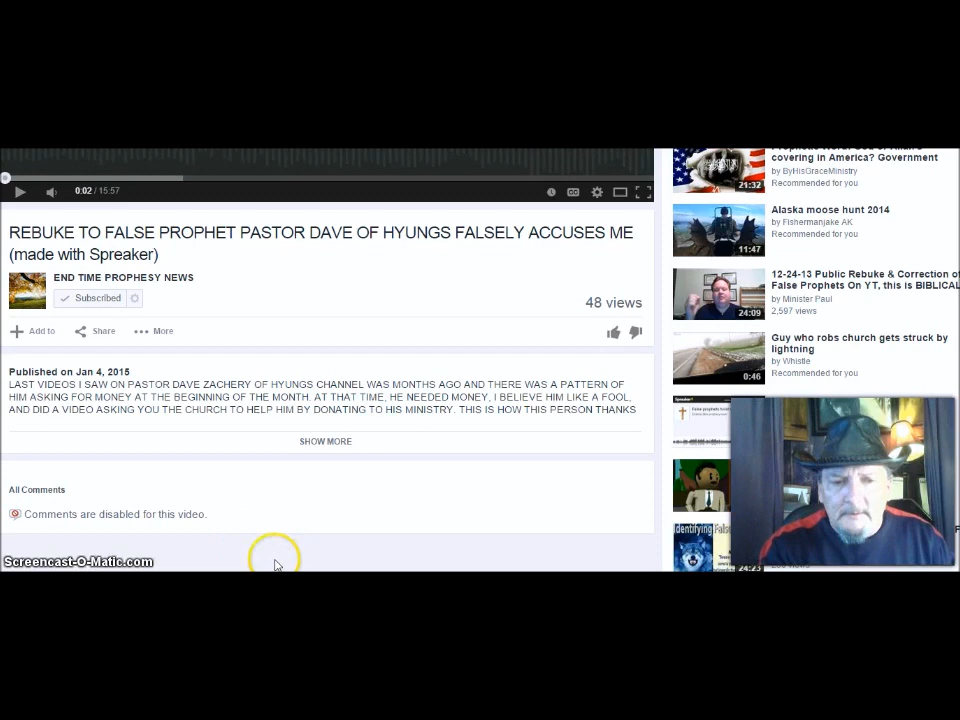 0:02 / 15:57
REBUKE TO FALSE PROPHET PASTOR DAVE OF HYUNGS FALSELY ACCUSES ME
(made with Spreaker)
END TIME PROPHESY NEWS
Subscribed
48 views
Add to
Share
More
Published on Jan 4, 2015
LAST VIDEOS I SAW ON PASTOR DAVE ZACHERY OF HYUNGS CHANNEL WAS MONTHS AGO AND THERE WAS A PATTERN OF
HIM ASKING FOR MONEY AT THE BEGINNING OF THE MONTH. AT THAT TIME, HE NEEDED MONEY, I BELIEVE HIM LIKE A FOOL,
AND DID A VIDEO ASKING YOU THE CHURCH TO HELP HIM BY DONATING TO HIS MINISTRY. THIS IS HOW THIS PERSON THANKS
SHOW MORE
All Comments
Comments are disabled for this video.
Screencast-O-Matic.com
covering in America? Government
by ByHisGraceMinistry
Recommended for you
21:32
Alaska moose hunt 2014
by Fishermanjake AK
Recommended for you
11:47
12-24-13 Public Rebuke & Correction of
False Prophets On YT, this is BIBLICAL
by Minister Paul
2,597 views
24:09
Guy who robs church gets struck by
lightning
by Whistle
Recommended for you
0:46
Identifying
24:23